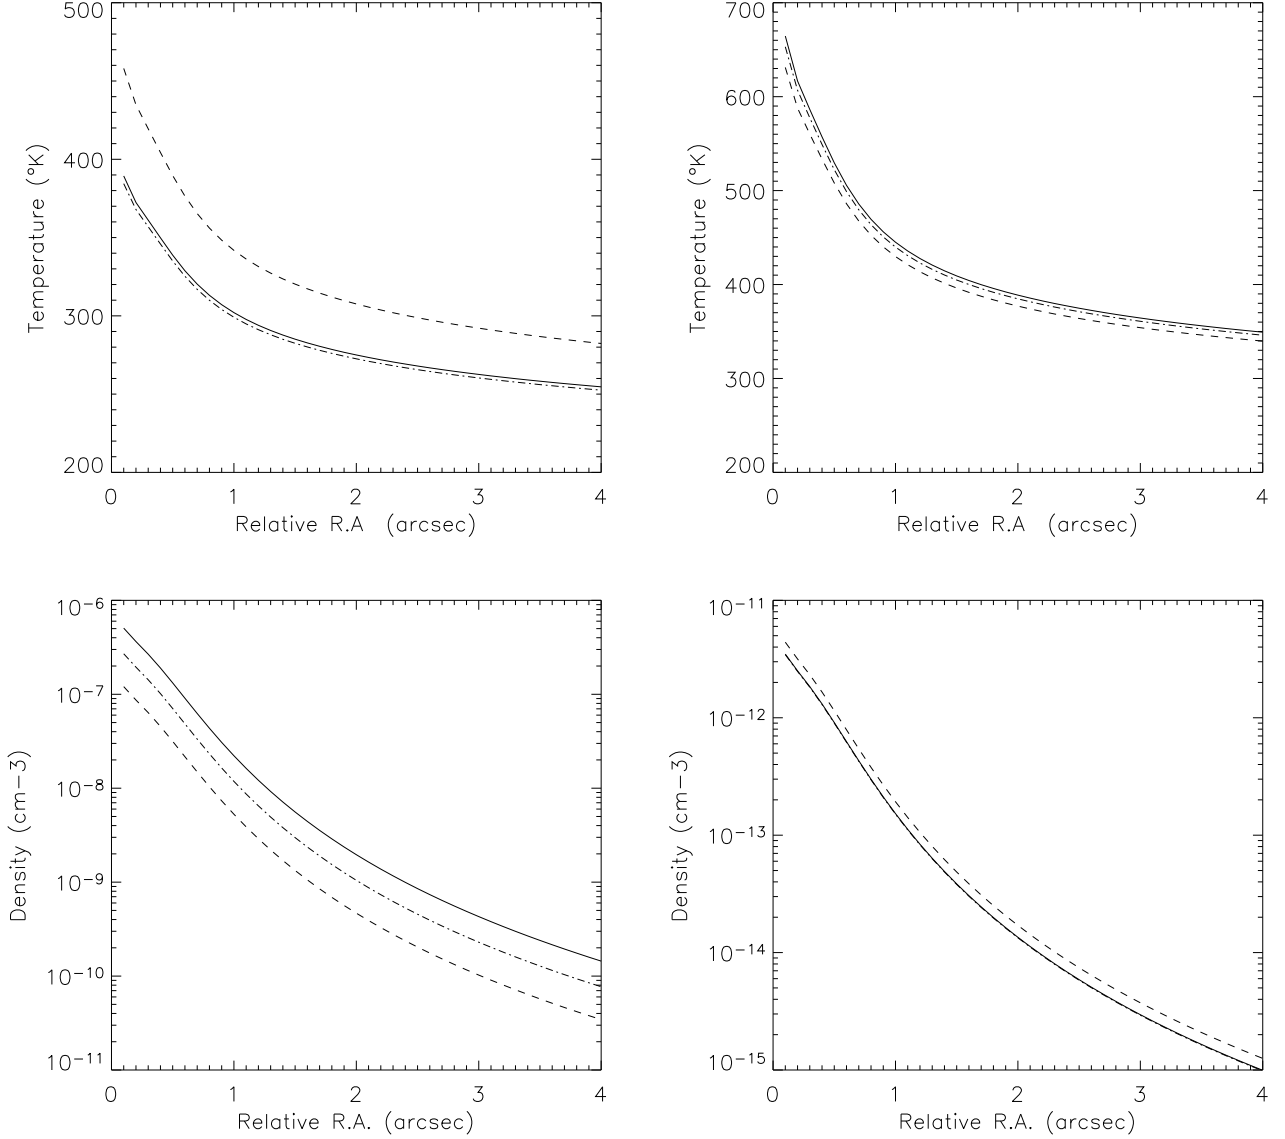 500
400
300
200
Temperature (°K)
0 1 2 3 4
Relative R.A (arcsec)
700
600
500
400
300
200
Temperature (°K)
0 1 2 3 4
Relative R.A (arcsec)
10−6
10−7
10−8
10−9
10−10
10−11
Density (cm−3)
0 1 2 3 4
Relative R.A. (arcsec)
10−11
10−12
10−13
10−14
10−15
Density (cm−3)
0 1 2 3 4
Relative R.A. (arcsec)